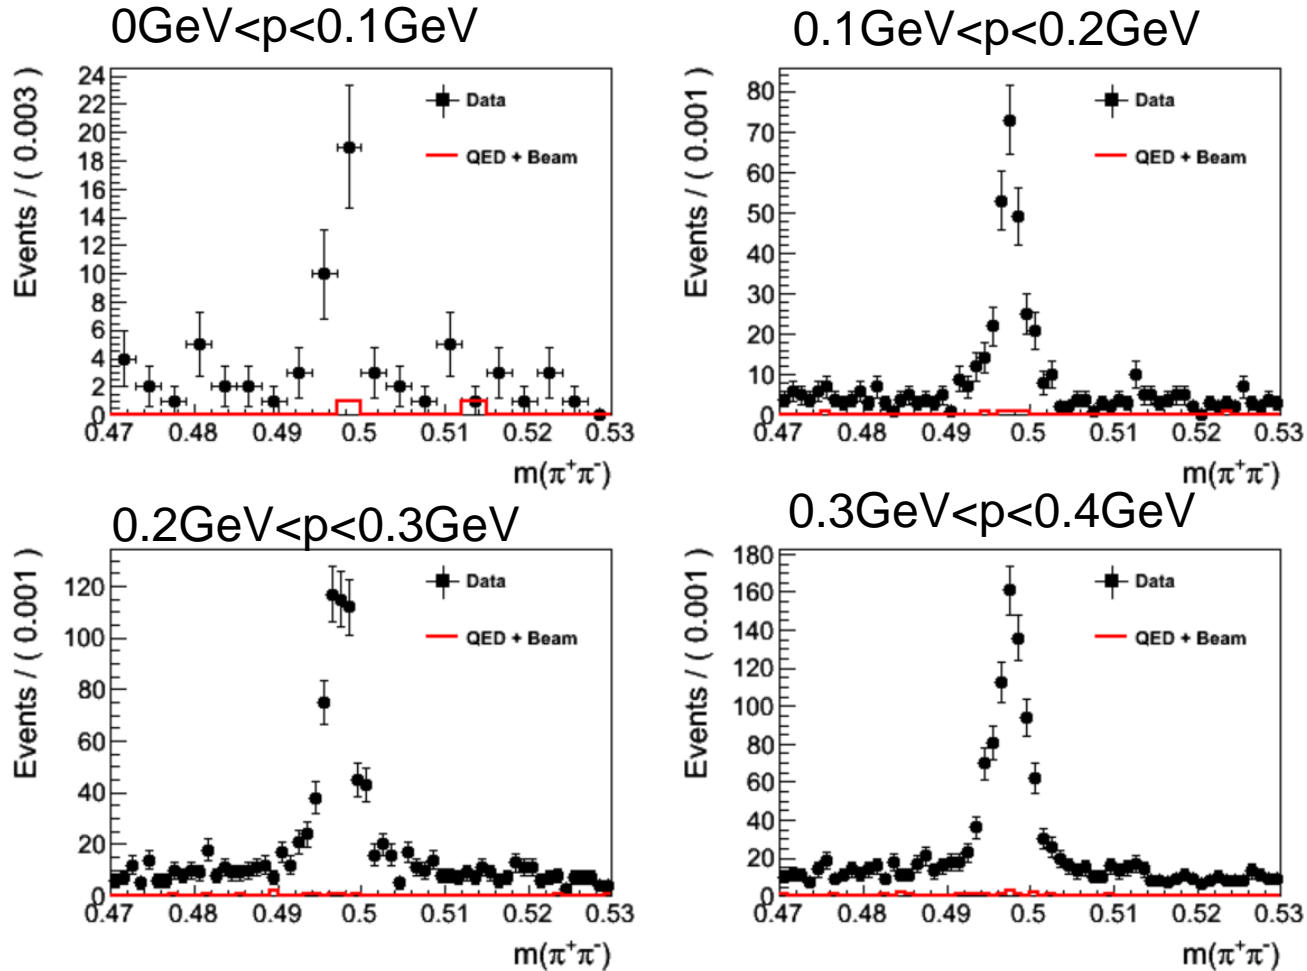 0GeV<p<0.1GeV
Events / ( 0.003 )
24
22
20
18
16
14
12
10
8
6
4
2
0
Data
QED + Beam
0.47 0.48 0.49 0.5 0.51 0.52 0.53
m(π⁺π⁻)
0.1GeV<p<0.2GeV
Events / ( 0.001 )
80
70
60
50
40
30
20
10
0
Data
QED + Beam
0.47 0.48 0.49 0.5 0.51 0.52 0.53
m(π⁺π⁻)
0.2GeV<p<0.3GeV
Events / ( 0.001 )
120
100
80
60
40
20
0
Data
QED + Beam
0.47 0.48 0.49 0.5 0.51 0.52 0.53
m(π⁺π⁻)
0.3GeV<p<0.4GeV
Events / ( 0.001 )
180
160
140
120
100
80
60
40
20
0
Data
QED + Beam
0.47 0.48 0.49 0.5 0.51 0.52 0.53
m(π⁺π⁻)